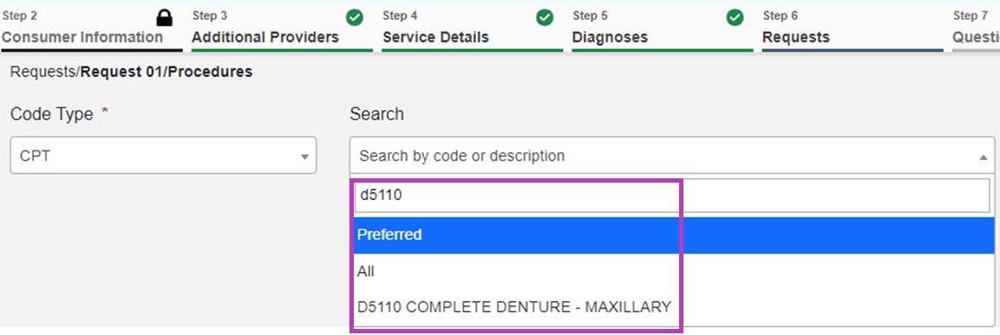 Step 2
Consumer Information
Step 3
Additional Providers
Step 4
Service Details
Step 5
Diagnoses
Step 6
Requests
Step 7
Questi
Requests/Request 01/Procedures
Code Type *
Search
CPT
Search by code or description
d5110
Preferred
All
D5110 COMPLETE DENTURE - MAXILLARY